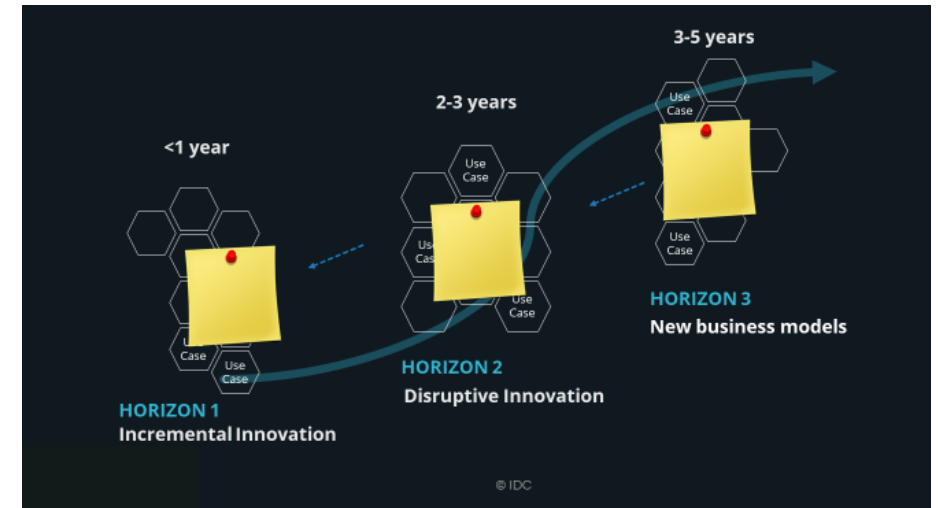 3-5 years
2-3 years
<1 year
Use
Case
Use
Case
Use
Case
Use
Case
Use
Case
Case
Use
Case
HORIZON 3
New business models
HORIZON 2
Disruptive Innovation
HORIZON 1
Incremental Innovation
© IDC